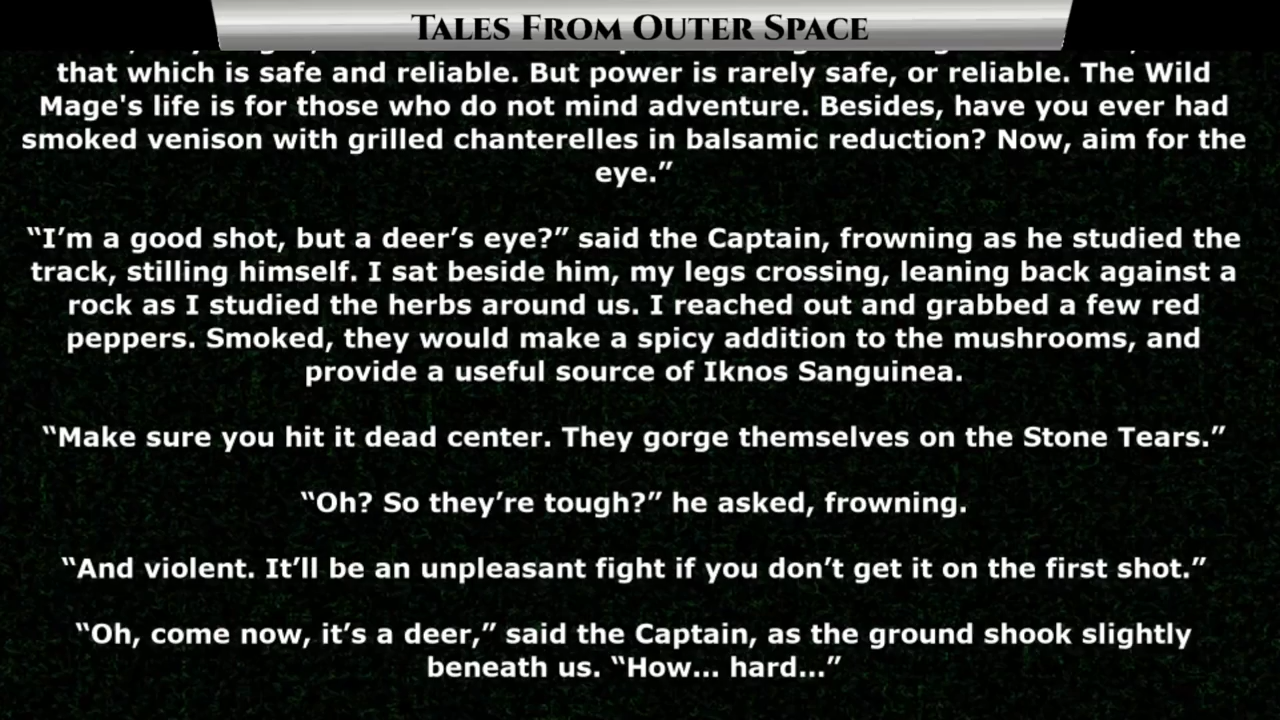 Tales From Outer Space
that which is safe and reliable. But power is rarely safe, or reliable. The Wild
Mage's life is for those who do not mind adventure. Besides, have you ever had
smoked venison with grilled chanterelles in balsamic reduction? Now, aim for the
eye.”
“I’m a good shot, but a deer’s eye?” said the Captain, frowning as he studied the
track, stilling himself. I sat beside him, my legs crossing, leaning back against a
rock as I studied the herbs around us. I reached out and grabbed a few red
peppers. Smoked, they would make a spicy addition to the mushrooms, and
provide a useful source of Iknos Sanguinea.
“Make sure you hit it dead center. They gorge themselves on the Stone Tears.”
“Oh? So they’re tough?” he asked, frowning.
“And violent. It’ll be an unpleasant fight if you don’t get it on the first shot.”
“Oh, come now, it’s a deer,” said the Captain, as the ground shook slightly
beneath us. “How... hard...”